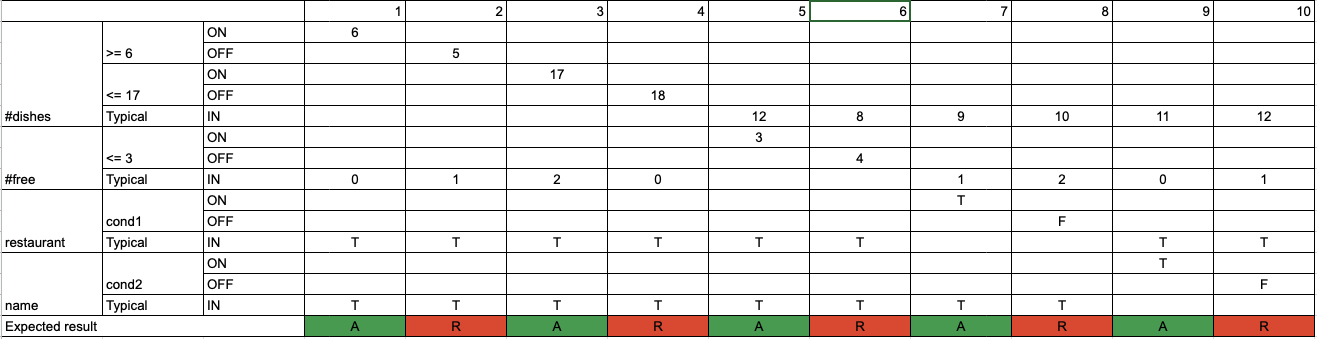 1 2 3 4 5 6 7 8 9 10
ON 6
>= 6 OFF 5
ON 17
<= 17 OFF 18
#dishes Typical IN 12 8 9 10 11 12
ON 3
<= 3 OFF 4
#free Typical IN 0 1 2 0 1 2 0 1
ON T
cond1 OFF F
restaurant Typical IN T T T T T T T T
ON T
cond2 OFF F
name Typical IN T T T T T T T T
Expected result A R A R A R A R A R